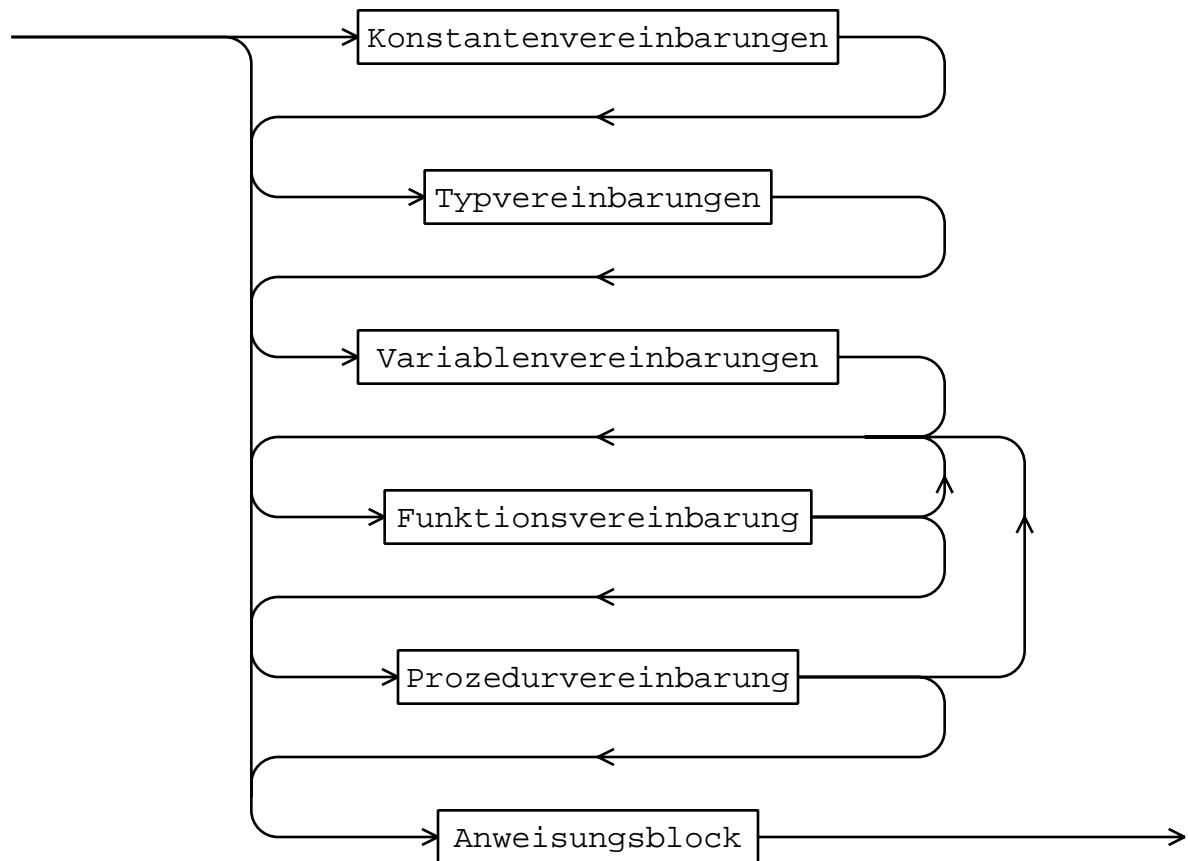 Konstantenvereinbarungen
Typvereinbarungen
Variablenvereinbarungen
Funktionsvereinbarung
Prozedurvereinbarung
Anweisungsblock